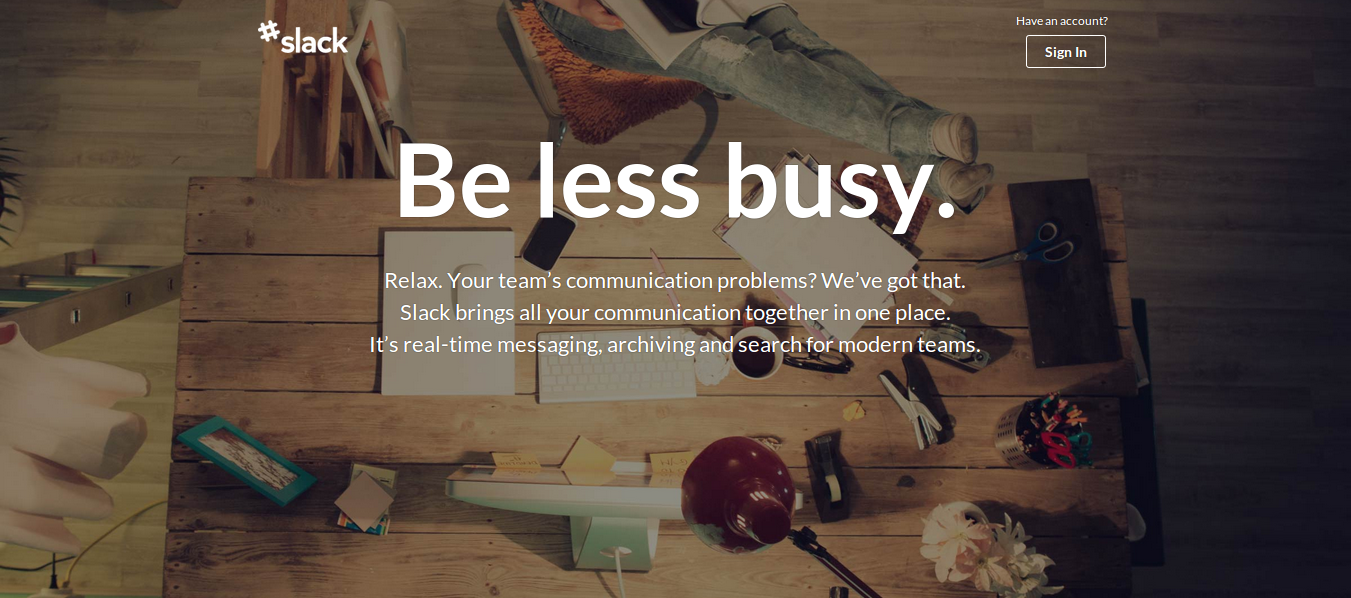 slack
Have an account?
Sign In
Be less busy.
Relax. Your team’s communication problems? We’ve got that.
Slack brings all your communication together in one place.
It’s real-time messaging, archiving and search for modern teams.